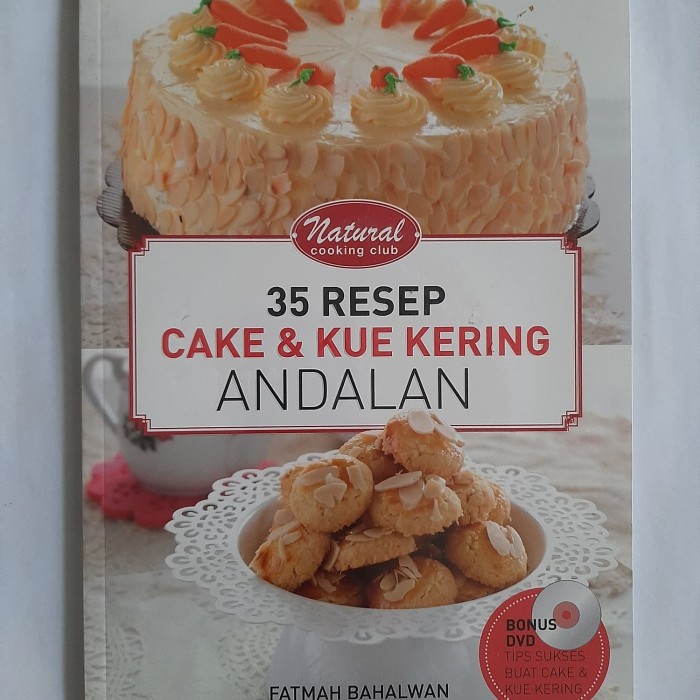 Natural
cooking club
35 RESEP
CAKE & KUE KERING
ANDALAN
BONUS
DVD
TIPS SUKSES
BUAT CAKE &
KUE KERING
FATMAH BAHALWAN